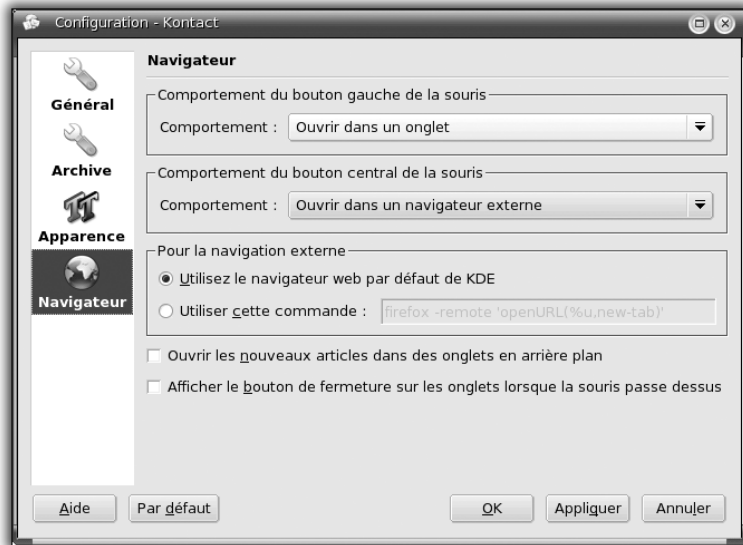 Configuration - Kontact
Général
Archive
Apparence
Navigateur
Navigateur
Comportement du bouton gauche de la souris
Comportement : Ouvrir dans un onglet
Comportement du bouton central de la souris
Comportement : Ouvrir dans un navigateur externe
Pour la navigation externe
Utilisez le navigateur web par défaut de KDE
Utiliser cette commande : firefox -remote 'openURL(%u,new-tab)'
Ouvrir les nouveaux articles dans des onglets en arrière plan
Afficher le bouton de fermeture sur les onglets lorsque la souris passe dessus
Aide Par défaut OK Appliquer Annuler